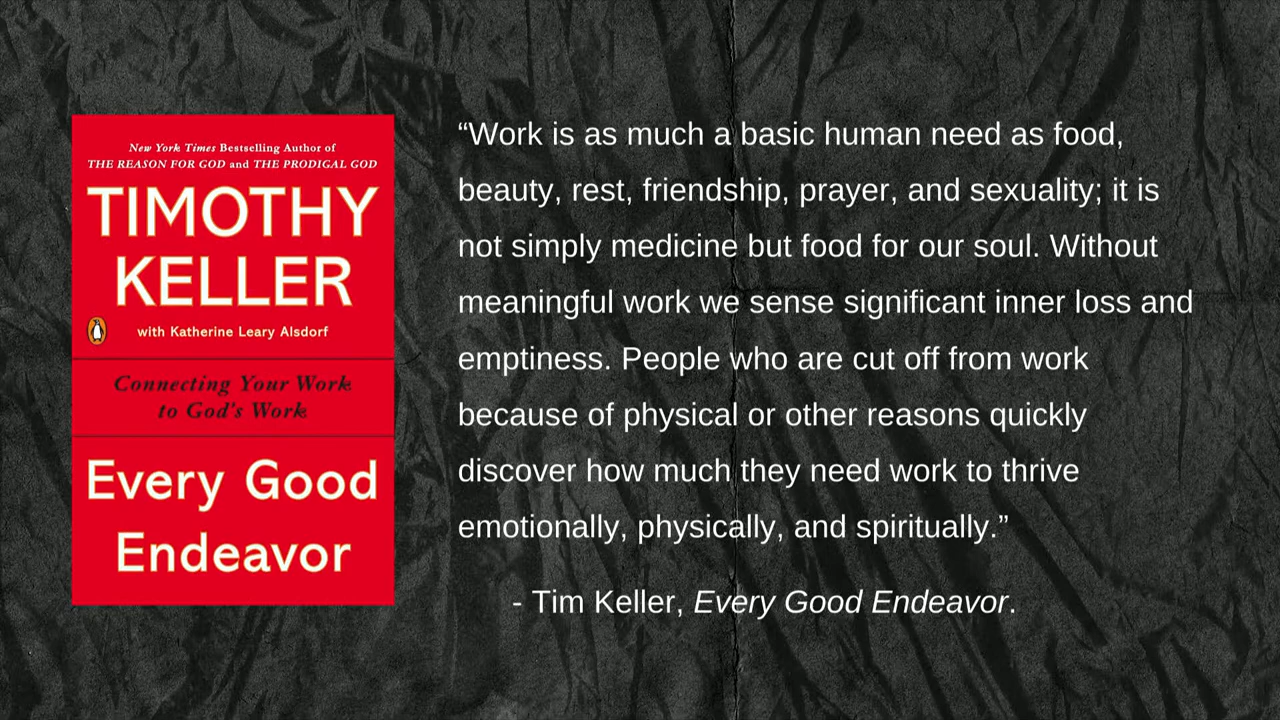 New York Times Bestselling Author of
THE REASON FOR GOD and THE PRODIGAL GOD
TIMOTHY
KELLER
with Katherine Leary Alsdorf
Connecting Your Work
to God's Work
Every Good
Endeavor
“Work is as much a basic human need as food,
beauty, rest, friendship, prayer, and sexuality; it is
not simply medicine but food for our soul. Without
meaningful work we sense significant inner loss and
emptiness. People who are cut off from work
because of physical or other reasons quickly
discover how much they need work to thrive
emotionally, physically, and spiritually.”
- Tim Keller, Every Good Endeavor.